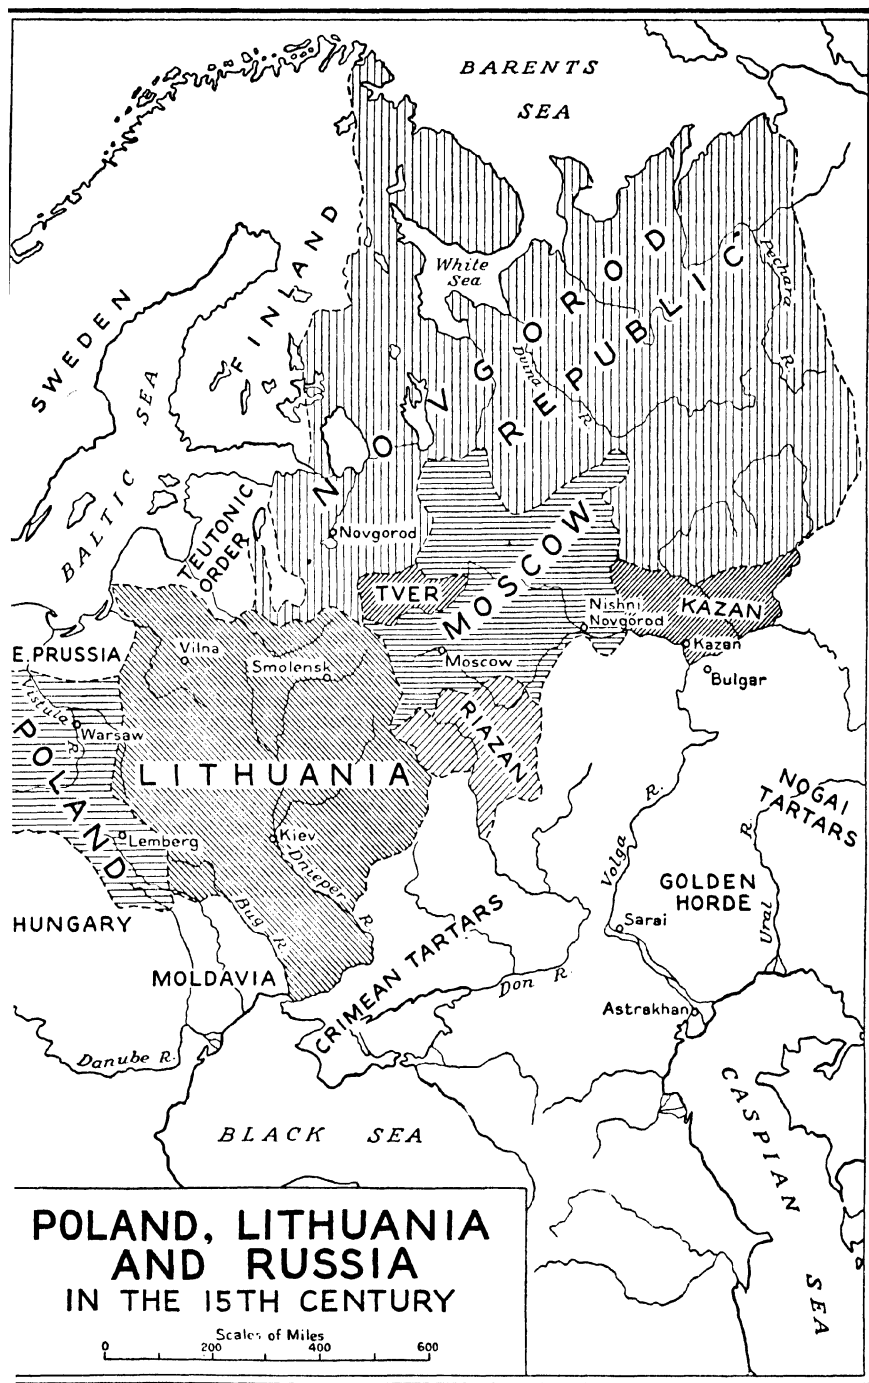 BARENTS
SEA
NOVGOROD
REPUBLIC
White
Sea
Pechara
R.
SWEDEN
FINLAND
BALTIC SEA
Dvina
R.
TEUTONIC
ORDER
Novgorod
MOSCOW
TVER
Nishni
Novgorod
KAZAN
Kazan
Bulgar
E. PRUSSIA
Vilna
Smolensk
Moscow
Vistula
R.
Warsaw
POLAND
LITHUANIA
RIAZAN
NOGAI
TARTARS
Lemberg
Kiev
Dnieper
R.
Volga
R.
Ural
R.
GOLDEN
HORDE
HUNGARY
Bug
R.
Sarai
MOLDAVIA
CRIMEAN TARTARS
Don R.
Astrakhan
Danube R.
BLACK SEA
CASPIAN
SEA
POLAND, LITHUANIA
AND RUSSIA
IN THE 15TH CENTURY
Scales of Miles
0 200 400 600